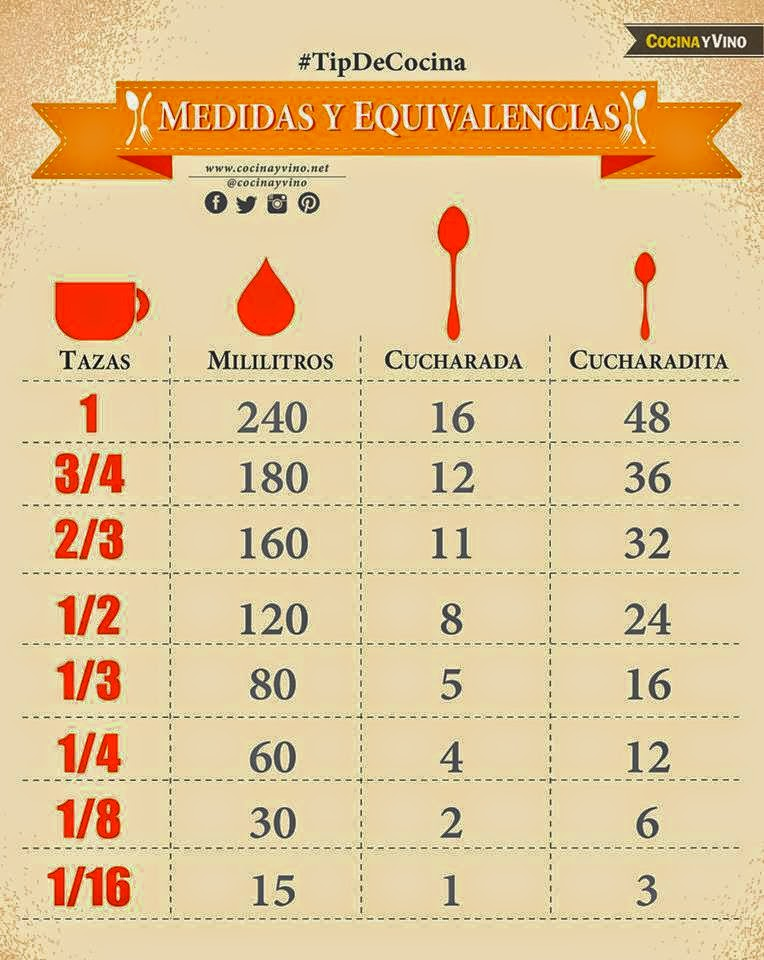 COCINAYVINO
#TipDeCocina
MEDIDAS Y EQUIVALENCIAS
www.cocinayvino.net
@cocinayvino
TAZAS MILILITROS CUCHARADA CUCHARADITA
1 240 16 48
3/4 180 12 36
2/3 160 11 32
1/2 120 8 24
1/3 80 5 16
1/4 60 4 12
1/8 30 2 6
1/16 15 1 3